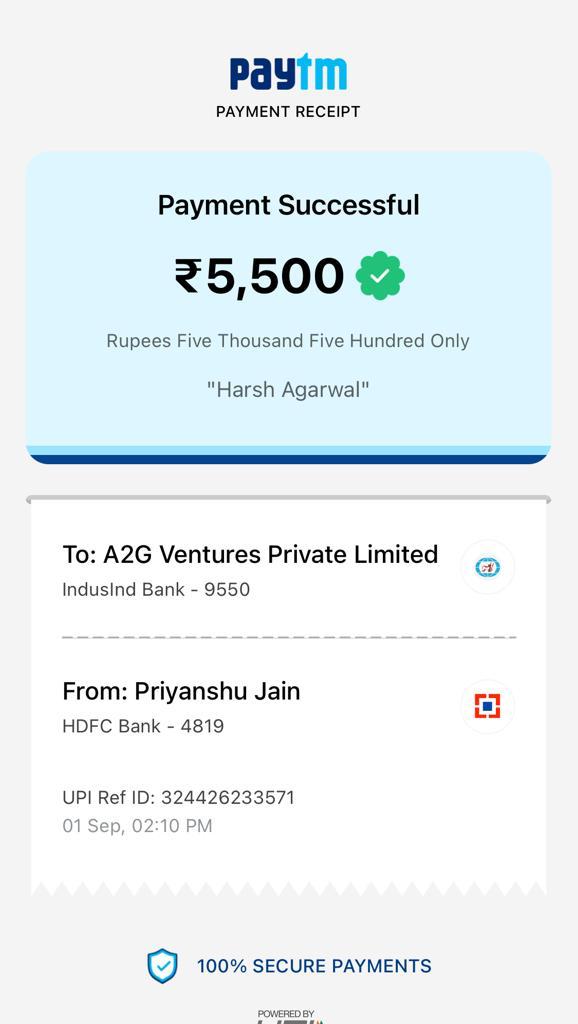 paytm
PAYMENT RECEIPT
Payment Successful
₹5,500
Rupees Five Thousand Five Hundred Only
"Harsh Agarwal"
To: A2G Ventures Private Limited
IndusInd Bank - 9550
From: Priyanshu Jain
HDFC Bank - 4819
UPI Ref ID: 324426233571
01 Sep, 02:10 PM
100% SECURE PAYMENTS
POWERED BY